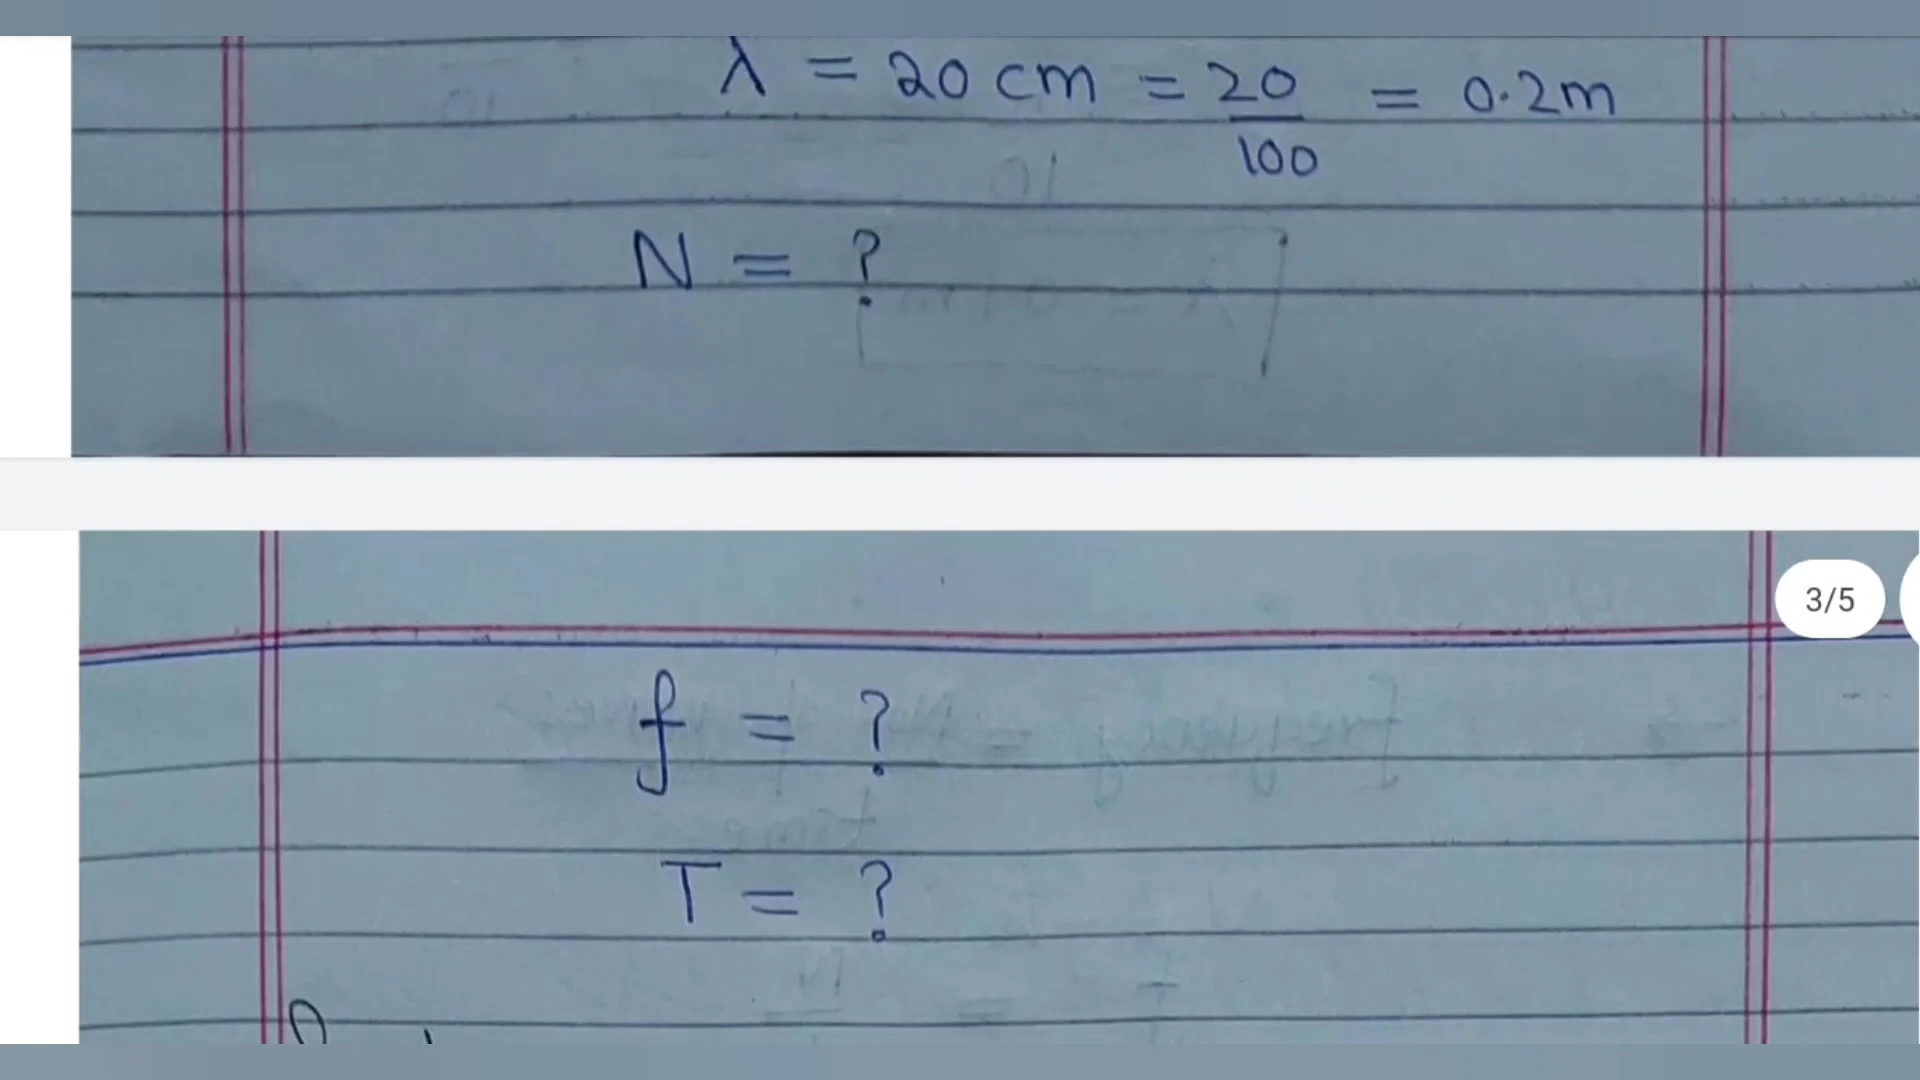 λ = 20 cm = 20/100 = 0.2m
N = ?
3/5
f = ?
T = ?